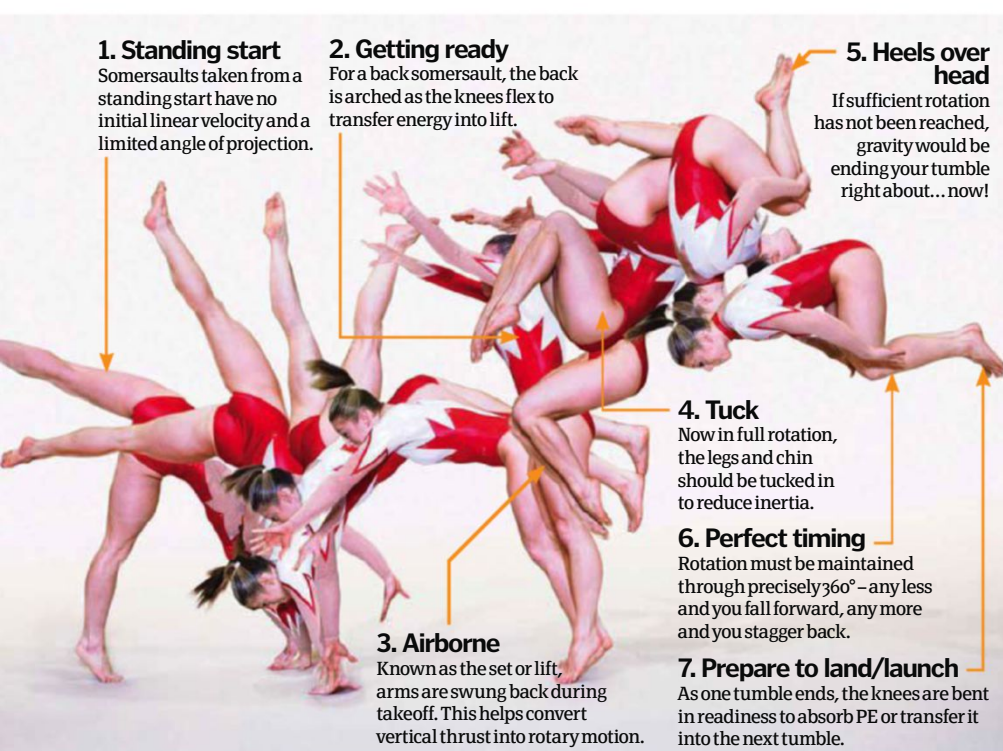 1. Standing start
Somersaults taken from a
standing start have no
initial linear velocity and a
limited angle of projection.
2. Getting ready
For a back somersault, the back
is arched as the knees flex to
transfer energy into lift.
3. Airborne
Known as the set or lift,
arms are swung back during
takeoff. This helps convert
vertical thrust into rotary motion.
4. Tuck
Now in full rotation,
the legs and chin
should be tucked in
to reduce inertia.
5. Heels over
head
If sufficient rotation
has not been reached,
gravity would be
ending your tumble
right about... now!
6. Perfect timing
Rotation must be maintained
through precisely 360° – any less
and you fall forward, any more
and you stagger back.
7. Prepare to land/launch
As one tumble ends, the knees are bent
in readiness to absorb PE or transfer it
into the next tumble.